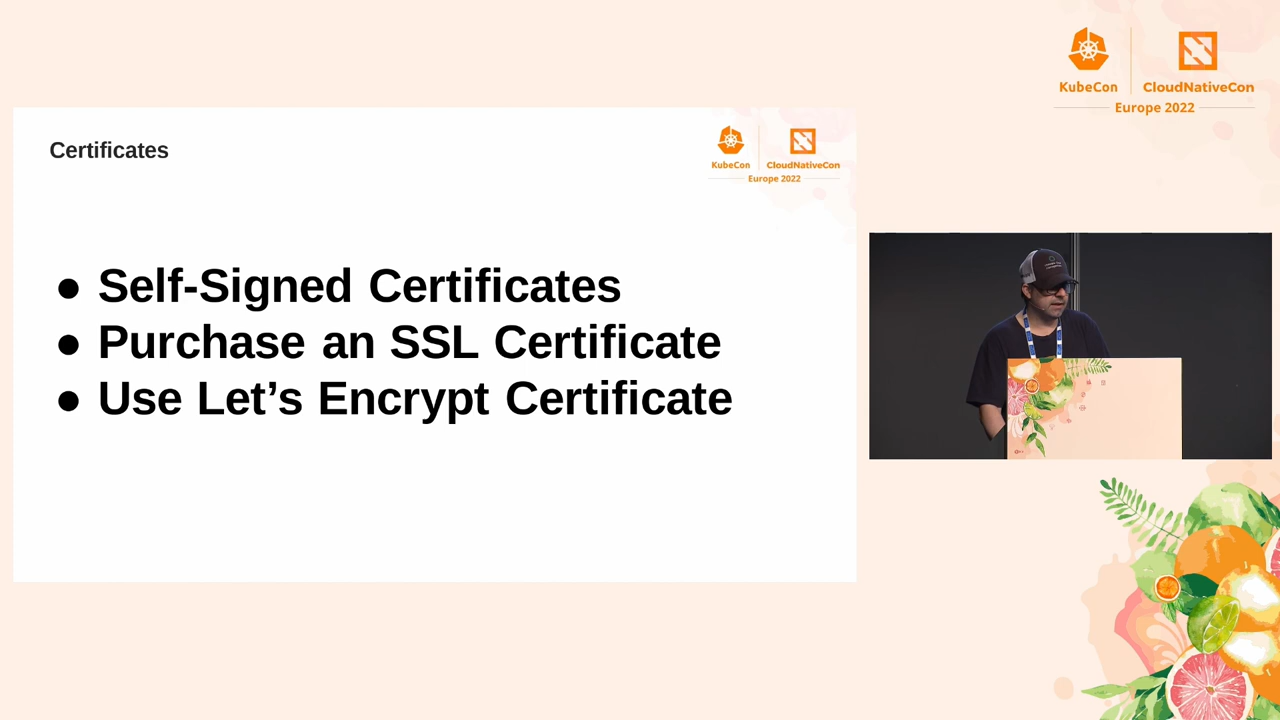 KubeCon
CloudNativeCon
Europe 2022
Certificates
KubeCon
CloudNativeCon
Europe 2022
● Self-Signed Certificates
● Purchase an SSL Certificate
● Use Let’s Encrypt Certificate